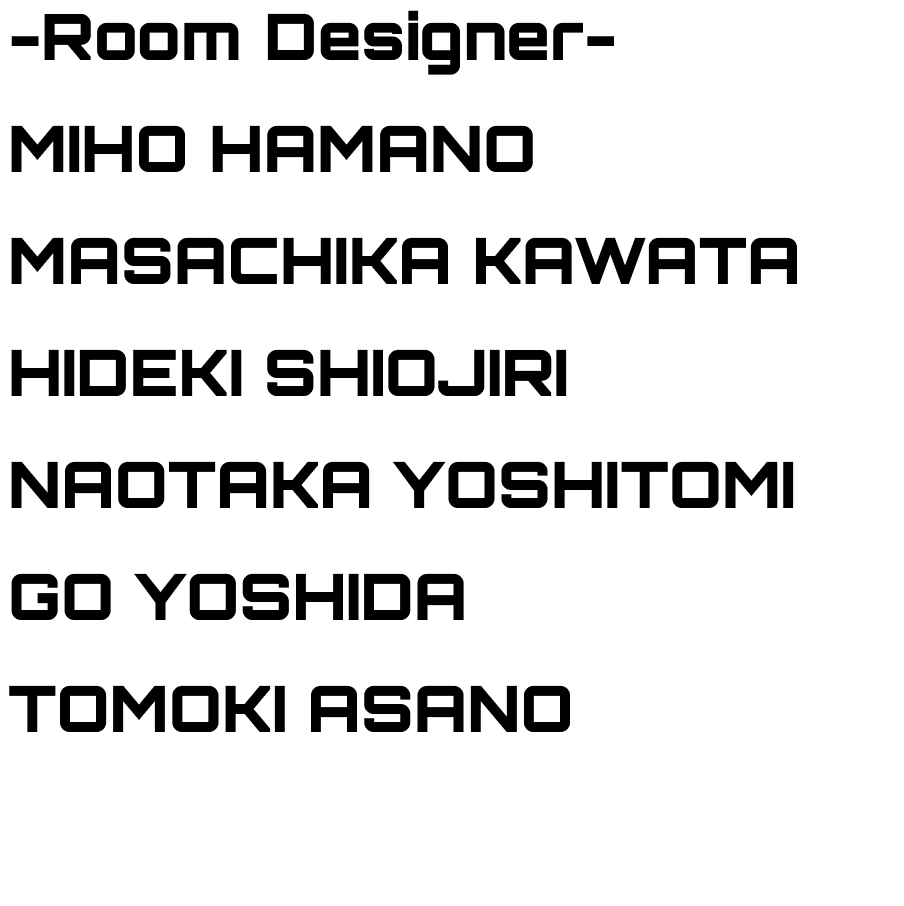 -Room Designer-
MIHO HAMANO
MASACHIKA KAWATA
HIDEKI SHIOJIRI
NAOTAKA YOSHITOMI
GO YOSHIDA
TOMOKI ASANO